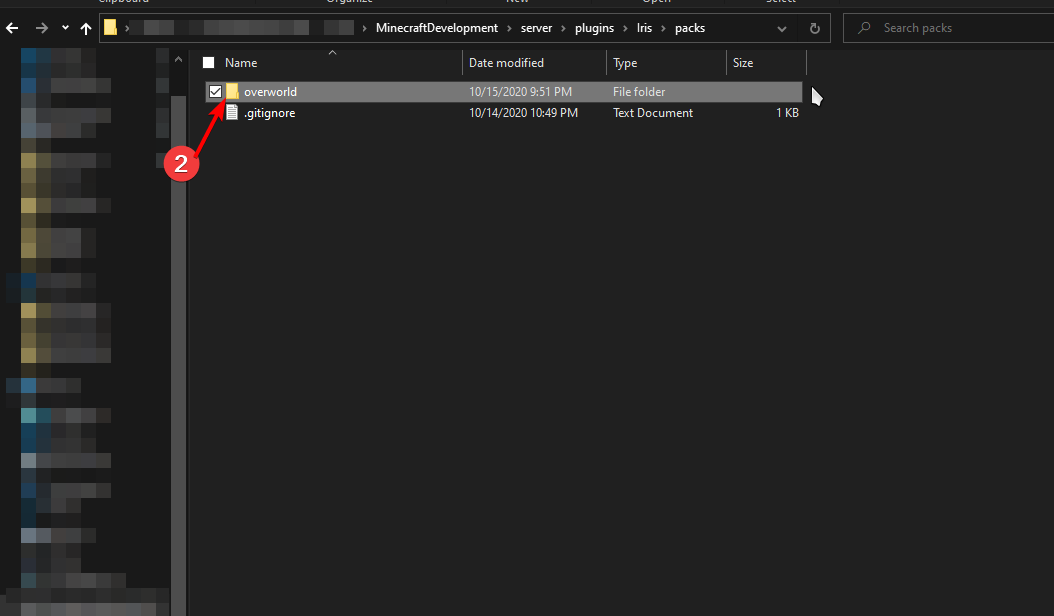 Clipboard Organize New Open Select
MinecraftDevelopment server plugins Iris packs Search packs
Name Date modified Type Size
overworld 10/15/2020 9:51 PM File folder
.gitignore 10/14/2020 10:49 PM Text Document 1 KB
2